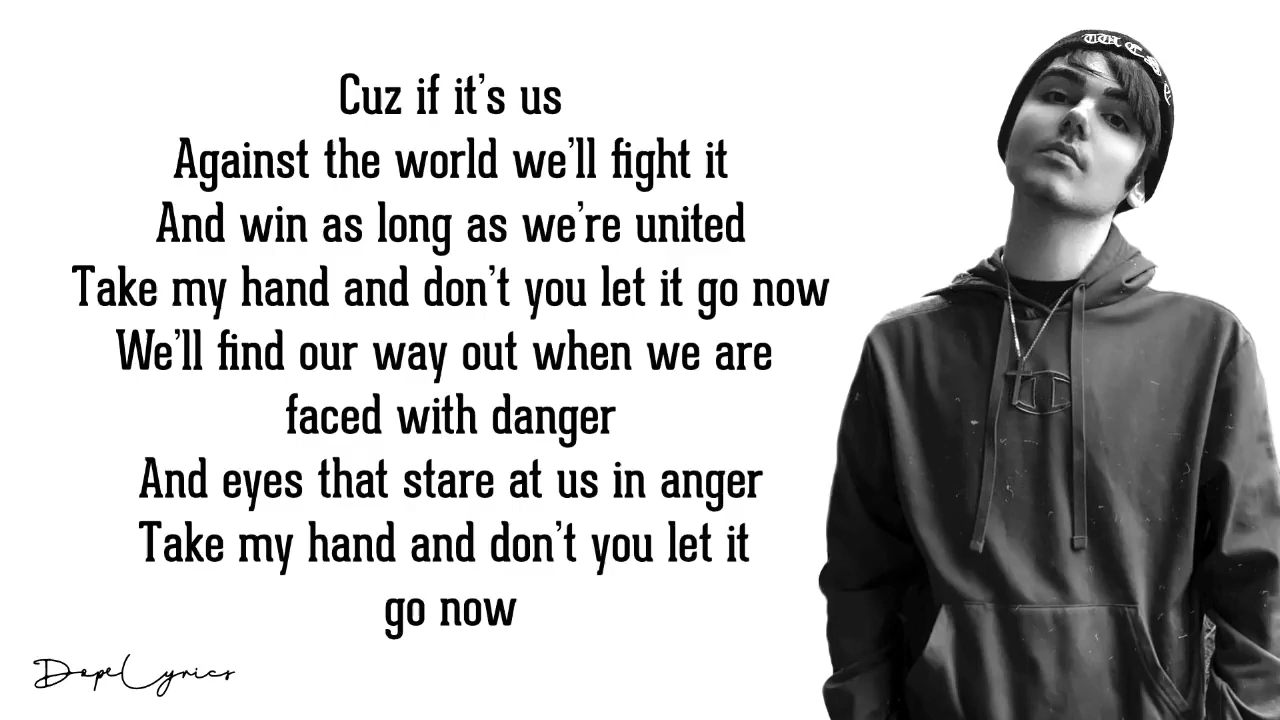 Cuz if it's us
Against the world we'll fight it
And win as long as we're united
Take my hand and don't you let it go now
We'll find our way out when we are
faced with danger
And eyes that stare at us in anger
Take my hand and don't you let it
go now
DopeLyrics